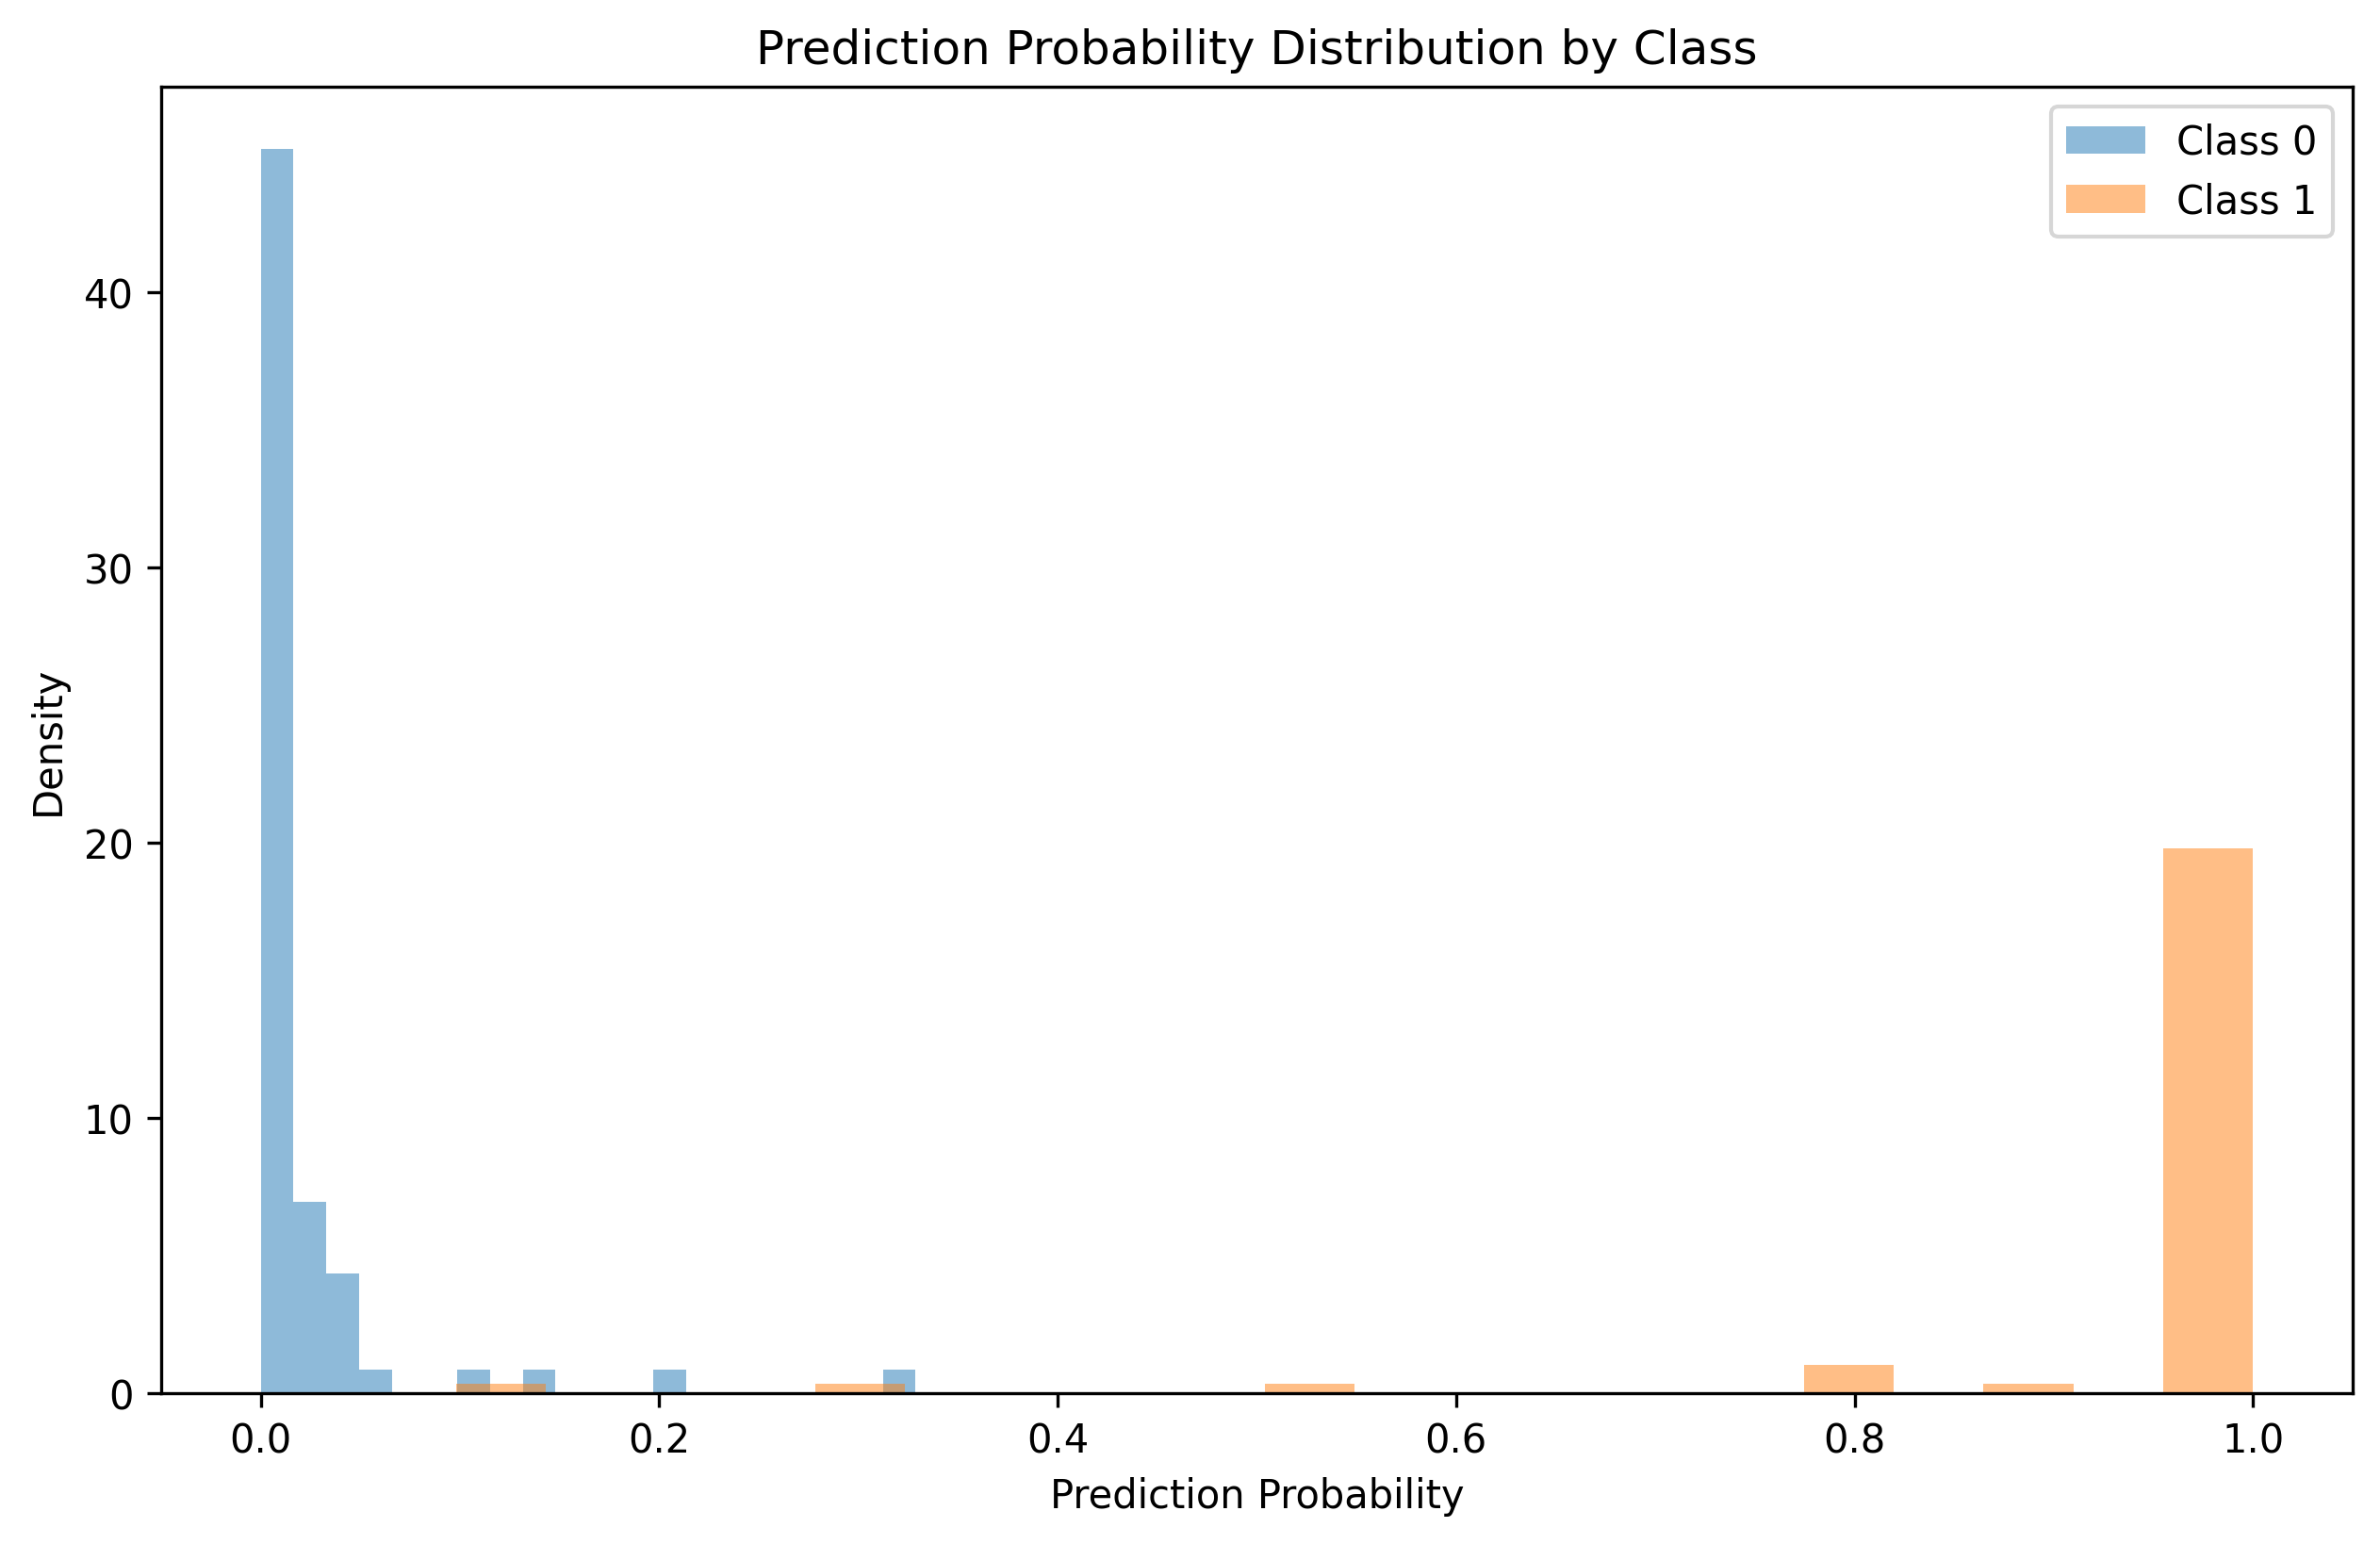 Prediction Probability Distribution by Class
Class 0
Class 1
Density
40
30
20
10
0
0.0 0.2 0.4 0.6 0.8 1.0
Prediction Probability